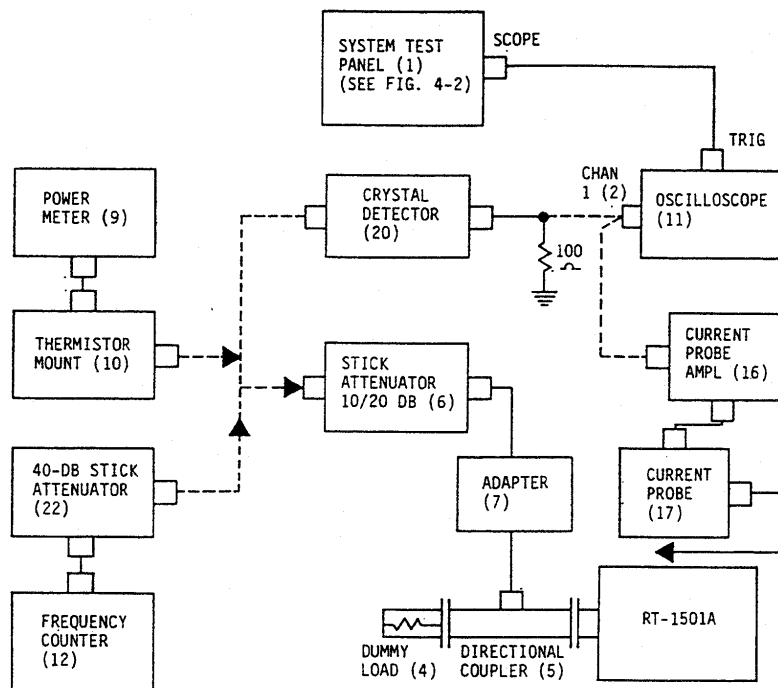 SYSTEM TEST
PANEL (1)
(SEE FIG. 4-2)
SCOPE
TRIG
POWER
METER (9)
CRYSTAL
DETECTOR
(20)
CHAN
1 (2)
OSCILLOSCOPE
(11)
100
THERMISTOR
MOUNT (10)
STICK
ATTENUATOR
10/20 DB (6)
CURRENT
PROBE
AMPL (16)
40-DB STICK
ATTENUATOR
(22)
ADAPTER
(7)
CURRENT
PROBE
(17)
FREQUENCY
COUNTER
(12)
RT-1501A
DUMMY
LOAD (4)
DIRECTIONAL
COUPLER (5)